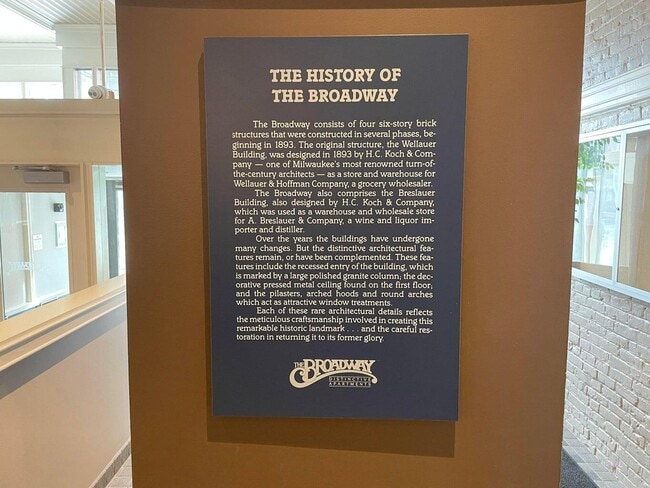 THE HISTORY OF
THE BROADWAY
The Broadway consists of four six-story brick
structures that were constructed in several phases, be-
ginning in 1893. The original structure, the Wellauer
Building, was designed in 1893 by H.C. Koch & Com-
pany — one of Milwaukee's most renowned turn-of-
the-century architects — as a store and warehouse for
Wellauer & Hoffman Company, a grocery wholesaler.
The Broadway also comprises the Breslauer
Building, also designed by H.C. Koch & Company,
which was used as a warehouse and wholesale store
for A. Breslauer & Company, a wine and liquor im-
porter and distiller.
Over the years the buildings have undergone
many changes. But the distinctive architectural fea-
tures remain, or have been complemented. These fea-
tures include the recessed entry of the building, which
is marked by a large polished granite column; the dec-
orative pressed metal ceiling found on the first floor;
and the pilasters, arched hoods and round arches
which act as attractive window treatments.
Each of these rare architectural details reflects
the meticulous craftsmanship involved in creating this
remarkable historic landmark . . . and the careful res-
toration in returning it to its former glory.
THE BROADWAY
DISTINCTIVE
APARTMENTS